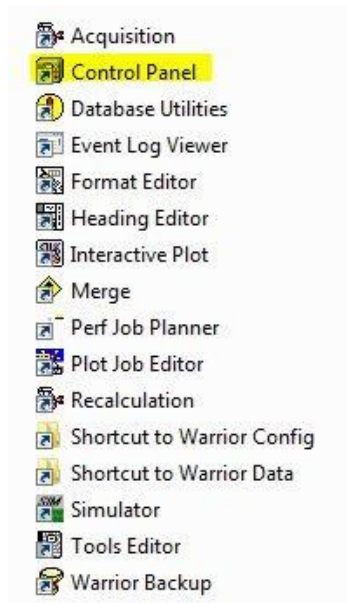 Acquisition
Control Panel
Database Utilities
Event Log Viewer
Format Editor
Heading Editor
Interactive Plot
Merge
Perf Job Planner
Plot Job Editor
Recalculation
Shortcut to Warrior Config
Shortcut to Warrior Data
Simulator
Tools Editor
Warrior Backup